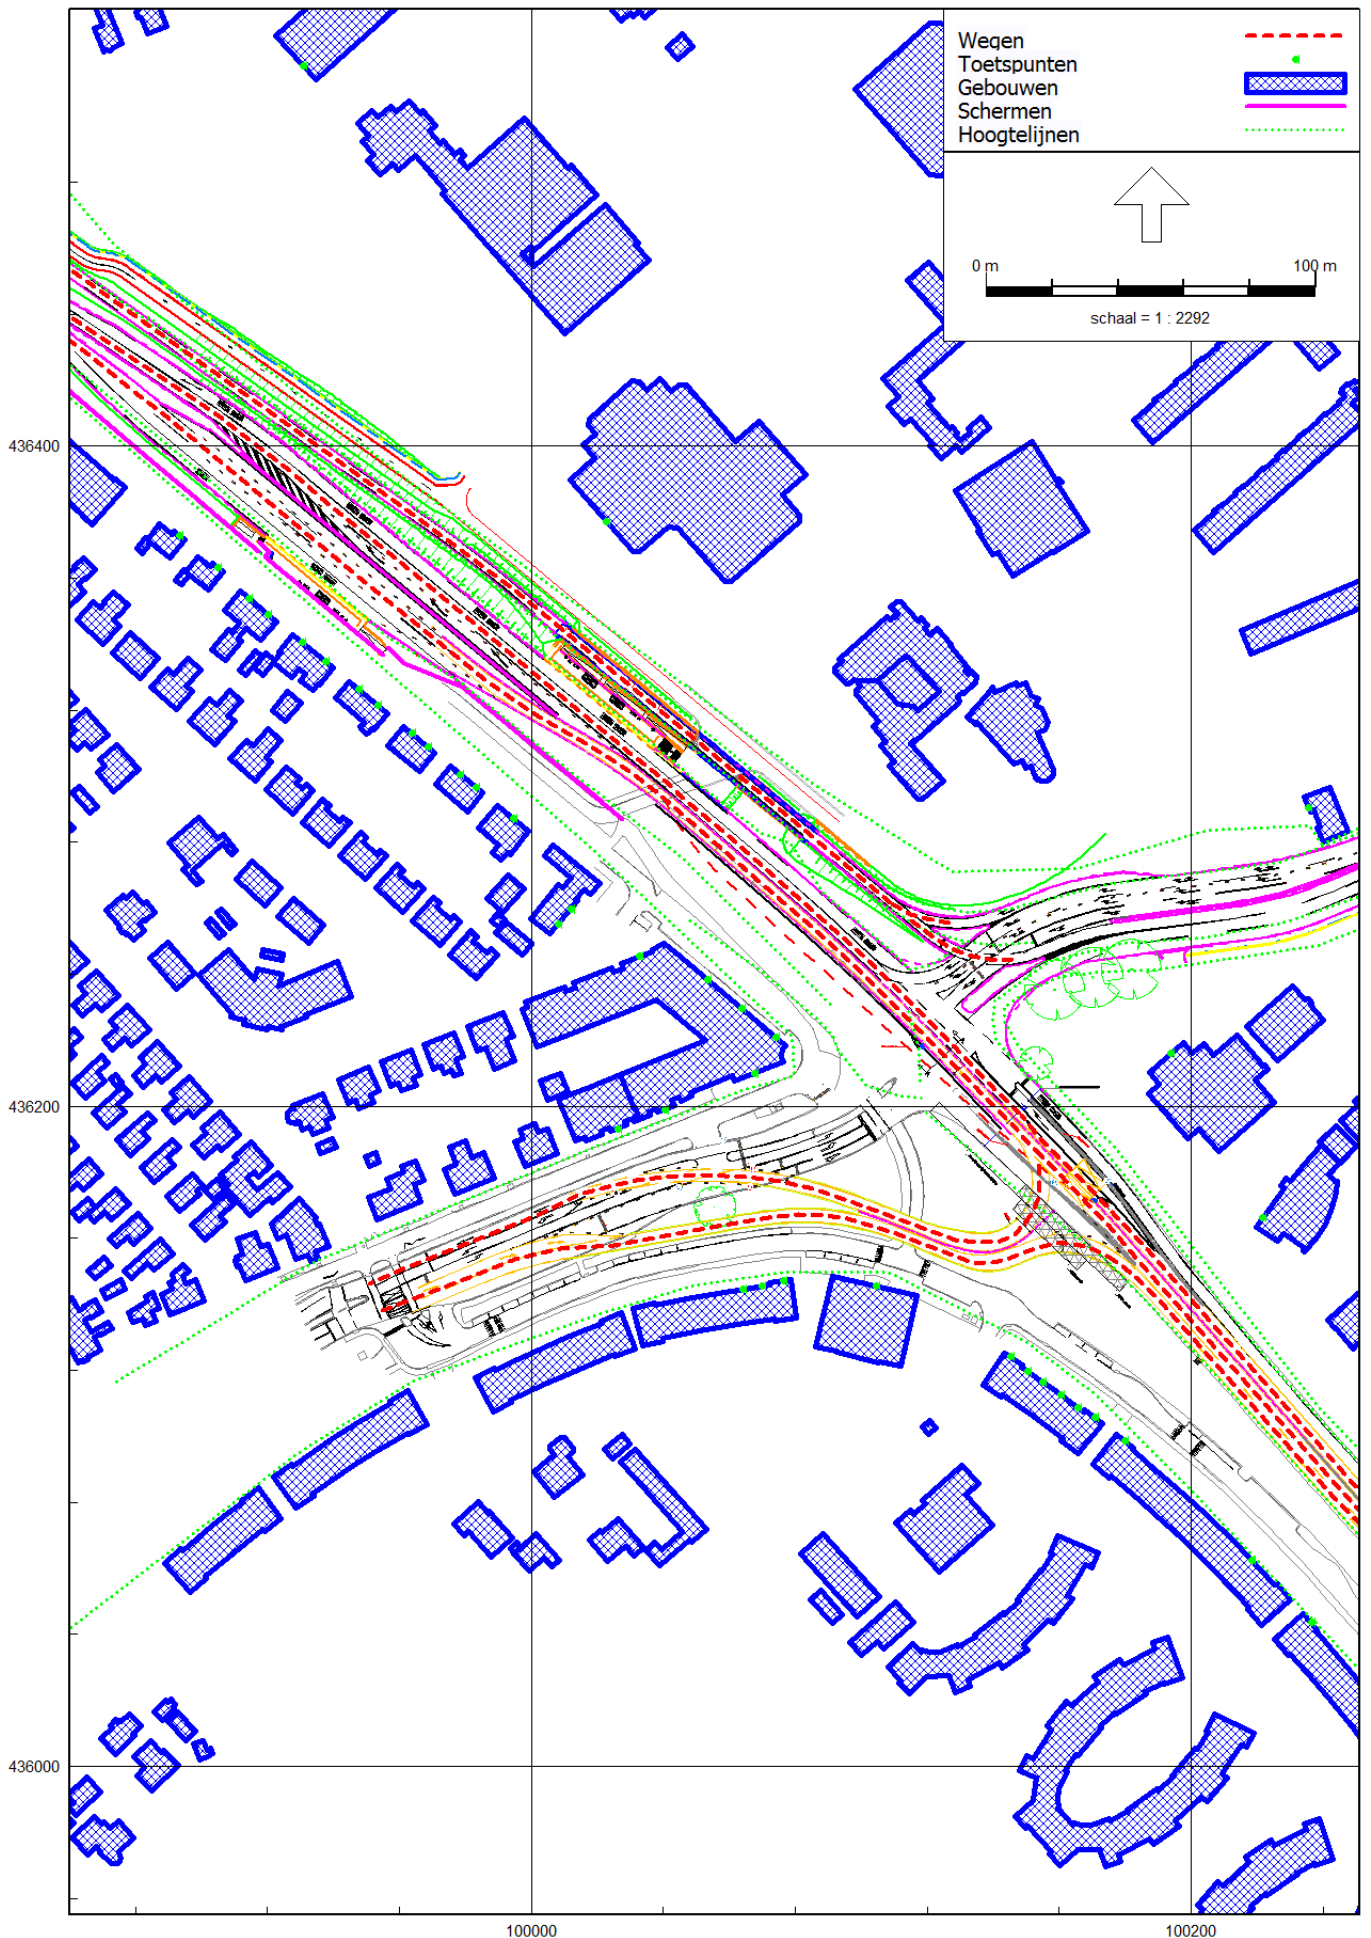 Wegen
Toetspunten
Gebouwen
Schermen
Hoogtelijnen
0 m 100 m
schaal = 1 : 2292
436400
436200
436000
100000 100200